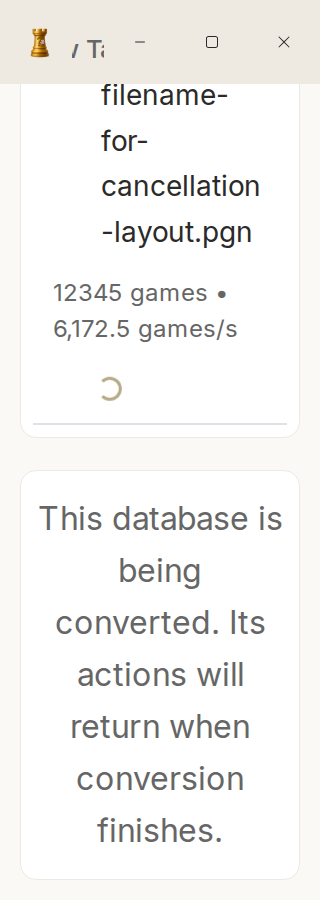 filename-
for-
cancellation
-layout.pgn
12345 games •
6,172.5 games/s
This database is
being
converted. Its
actions will
return when
conversion
finishes.